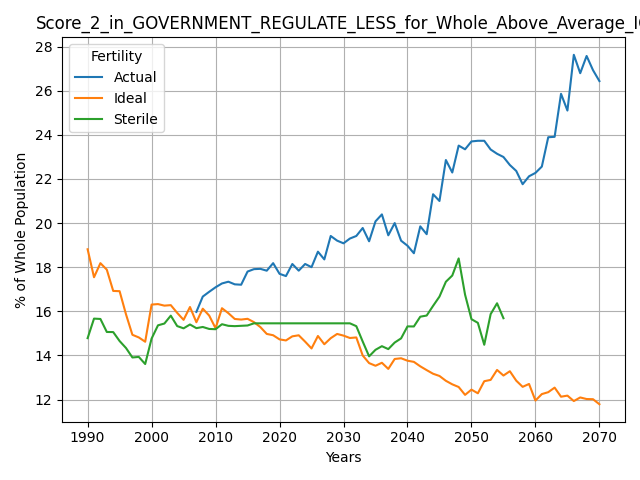 Score_2_in_GOVERNMENT_REGULATE_LESS_for_Whole_Above_Average_I
Fertility
Actual
Ideal
Sterile
% of Whole Population
28
26
24
22
20
18
16
14
12
1990
2000
2010
2020
2030
2040
2050
2060
2070
Years